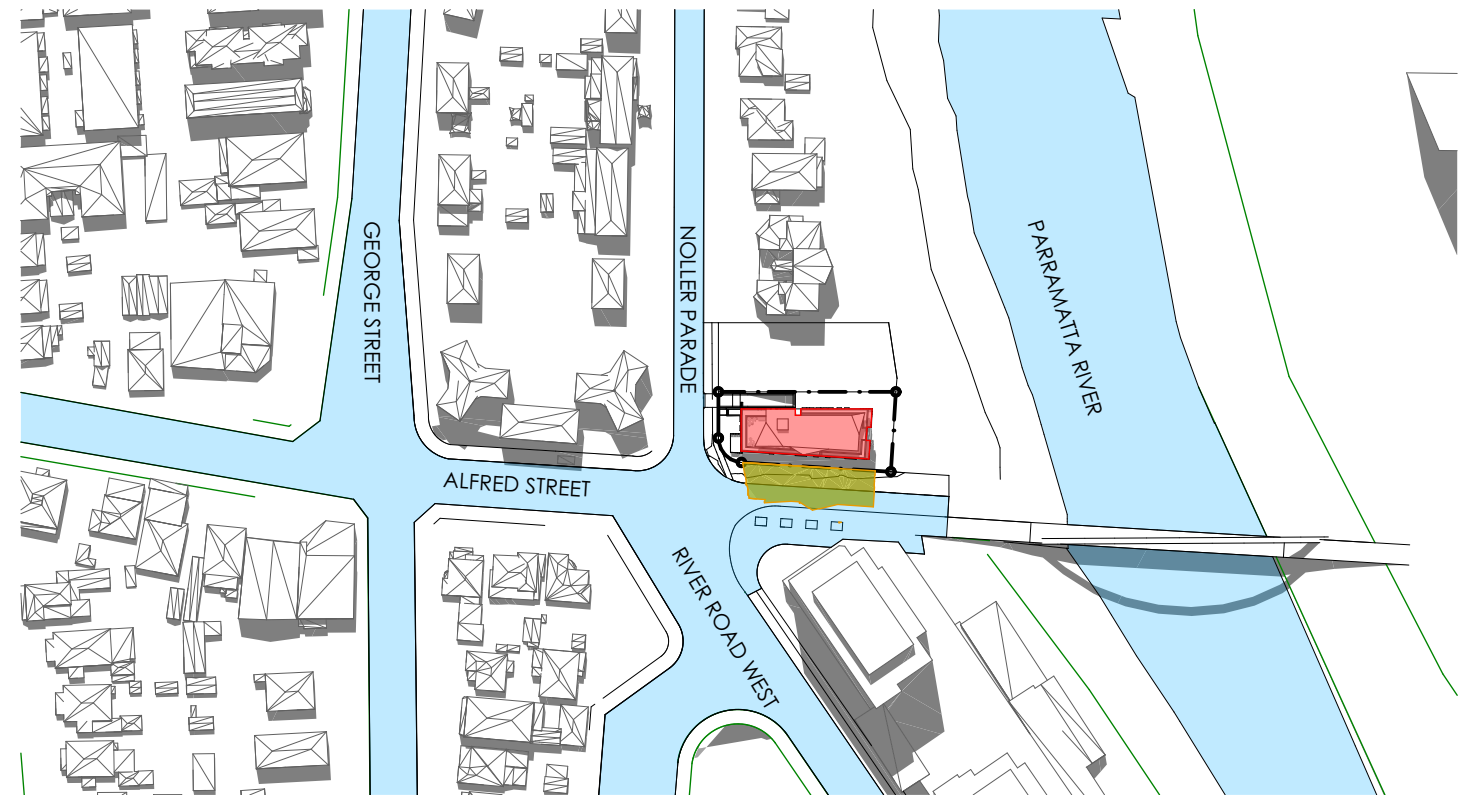 GEORGE STREET
NOLLER PARADE
PARRAMATTA RIVER
ALFRED STREET
RIVER ROAD WEST